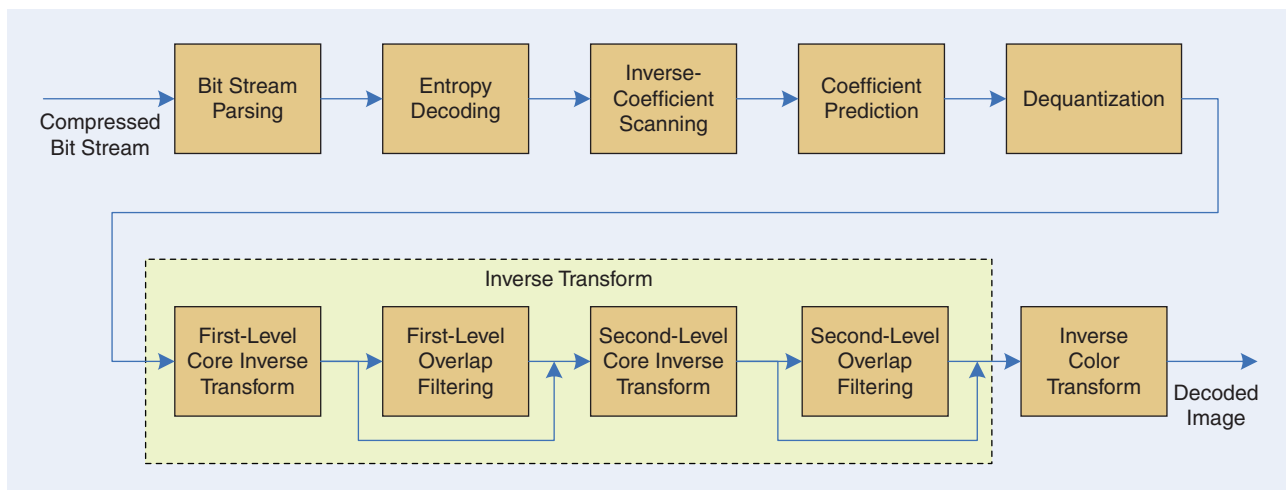 Compressed
Bit Stream
Bit Stream
Parsing
Entropy
Decoding
Inverse-
Coefficient
Scanning
Coefficient
Prediction
Dequantization
Inverse Transform
First-Level
Core Inverse
Transform
First-Level
Overlap
Filtering
Second-Level
Core Inverse
Transform
Second-Level
Overlap
Filtering
Inverse
Color
Transform
Decoded
Image